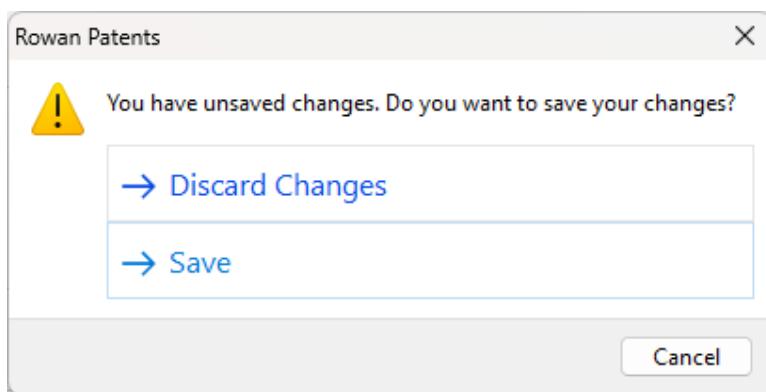 Rowan Patents
You have unsaved changes. Do you want to save your changes?
Discard Changes
Save
Cancel